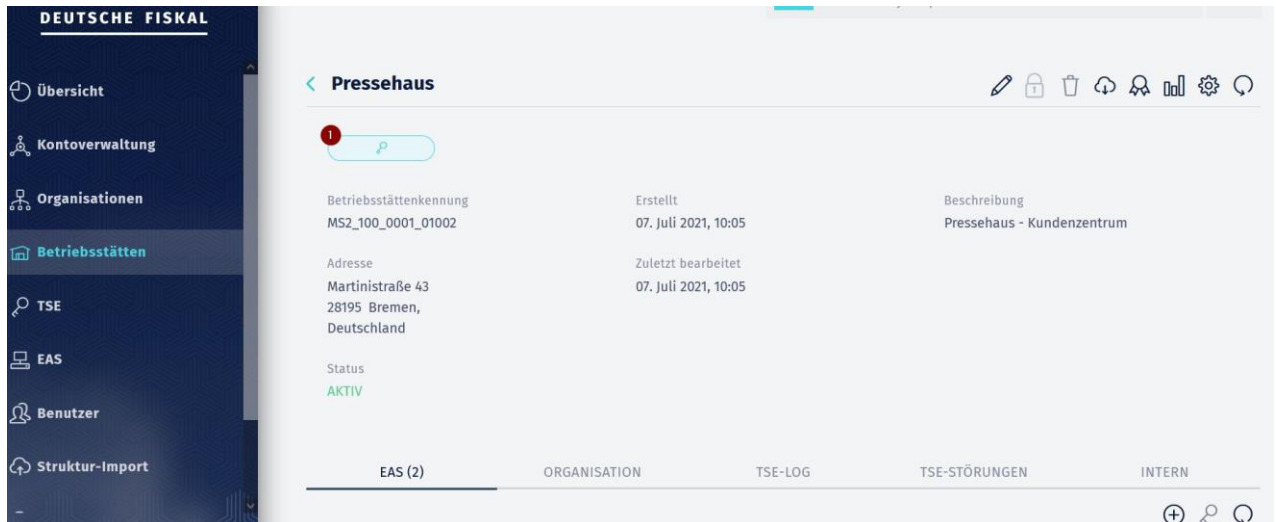 DEUTSCHE FISKAL
Übersicht
Kontoverwaltung
Organisationen
Betriebsstätten
TSE
EAS
Benutzer
Struktur-Import
Pressehaus
1
Betriebsstättenkennung
MS2_100_0001_01002
Erstellt
07. Juli 2021, 10:05
Beschreibung
Pressehaus - Kundenzentrum
Adresse
Martinistraße 43
28195 Bremen,
Deutschland
Zuletzt bearbeitet
07. Juli 2021, 10:05
Status
AKTIV
EAS (2)
ORGANISATION
TSE-LOG
TSE-STÖRUNGEN
INTERN